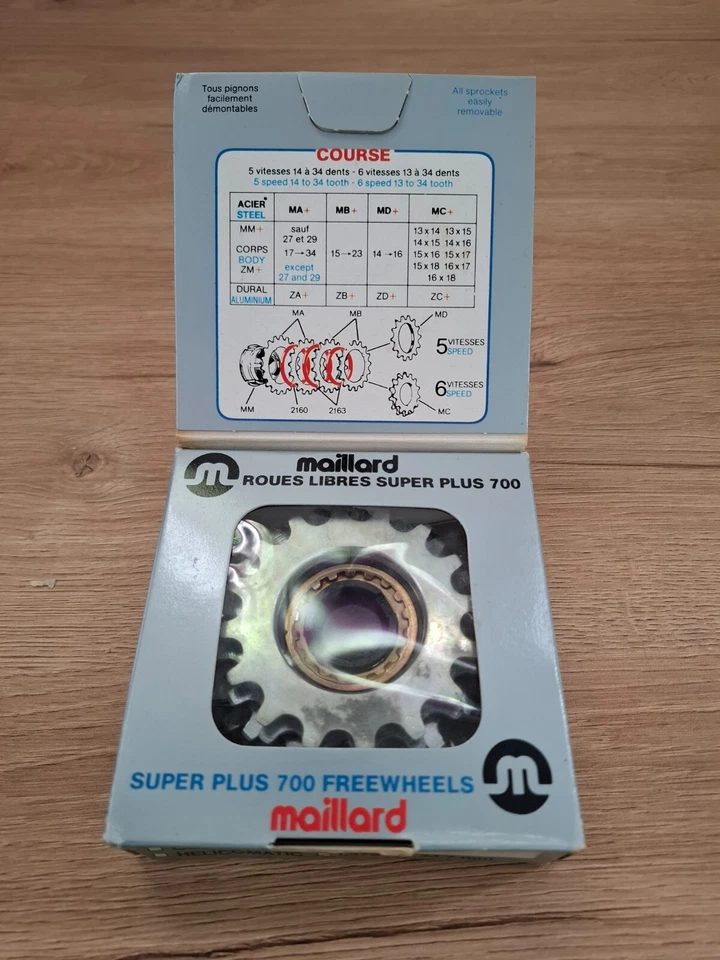 Tous pignons
facilement
démontables
All sprockets
easily
removable
COURSE
5 vitesses 14 à 34 dents - 6 vitesses 13 à 34 dents
5 speed 14 to 34 tooth - 6 speed 13 to 34 tooth
ACIER*
STEEL
MA+
MB+
MD+
MC+
MM+
CORPS
BODY
ZM+
sauf
27 et 29
17→34
except
27 and 29
15→23
14→16
13 x 14 13 x 15
14 x 15 14 x 16
15 x 16 15 x 17
15 x 18 16 x 17
16 x 18
DURAL
ALUMINIUM
ZA+
ZB+
ZD+
ZC+
MA
MB
MD
5 VITESSES
SPEED
6 VITESSES
SPEED
MM
2160
2163
MC
maillard
ROUES LIBRES SUPER PLUS 700
SUPER PLUS 700 FREEWHEELS
maillard
HELICOMATIC